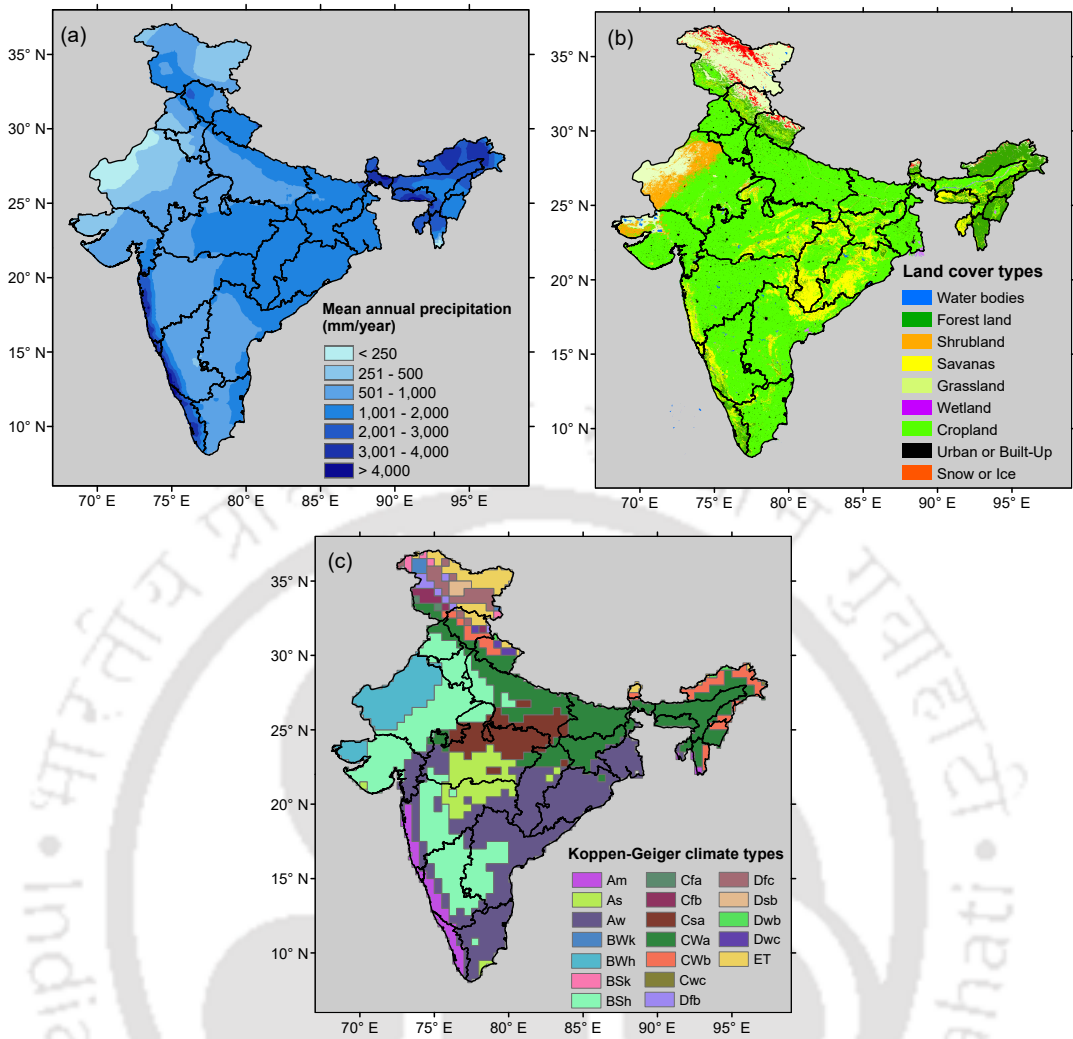 (a)
35° N
30° N
25° N
20° N
15° N
10° N
70° E 75° E 80° E 85° E 90° E 95° E
Mean annual precipitation
(mm/year)
< 250
251 - 500
501 - 1,000
1,001 - 2,000
2,001 - 3,000
3,001 - 4,000
> 4,000
(b)
35° N
30° N
25° N
20° N
15° N
10° N
70° E 75° E 80° E 85° E 90° E 95° E
Land cover types
Water bodies
Forest land
Shrubland
Savanas
Grassland
Wetland
Cropland
Urban or Built-Up
Snow or Ice
(c)
35° N
30° N
25° N
20° N
15° N
10° N
70° E 75° E 80° E 85° E 90° E 95° E
Koppen-Geiger climate types
Am Cfa Dfc
As Cfb Dsb
Aw Csa Dwb
BWk CWa Dwc
BWh CWb ET
BSk Cwc
BSh Dfb